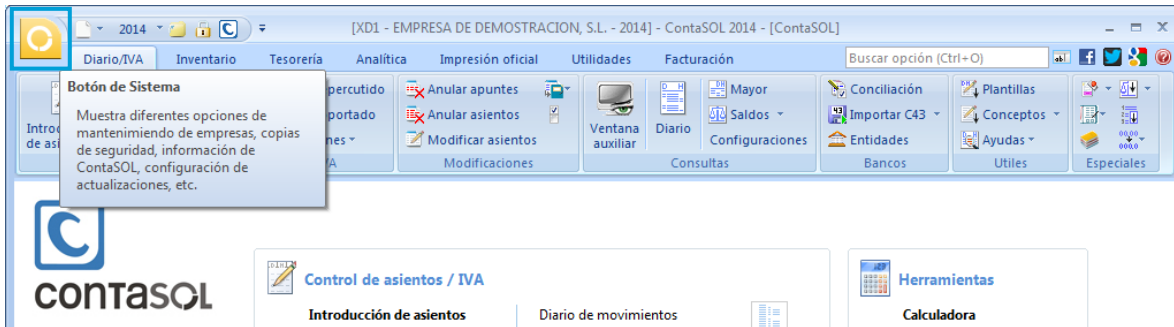 2014 [XD1 - EMPRESA DE DEMOSTRACION, S.L. - 2014] - ContaSOL 2014 - [ContaSOL]
Diario/IVA Inventario Tesorería Analítica Impresión oficial Utilidades Facturación Buscar opción (Ctrl+O)
Botón de Sistema
Muestra diferentes opciones de
mantenimiendo de empresas, copias
de seguridad, información de
ContaSOL, configuración de
actualizaciones, etc.
Introd
de asi
percutido
portado
nes
VA
Anular apuntes
Anular asientos
Modificar asientos
Modificaciones
Ventana
auxiliar
Diario
Mayor
Saldos
Configuraciones
Consultas
Conciliación
Importar C43
Entidades
Bancos
Plantillas
Conceptos
Ayudas
Utiles
Especiales
C
CONTASOL
Control de asientos / IVA
Introducción de asientos
Diario de movimientos
Herramientas
Calculadora